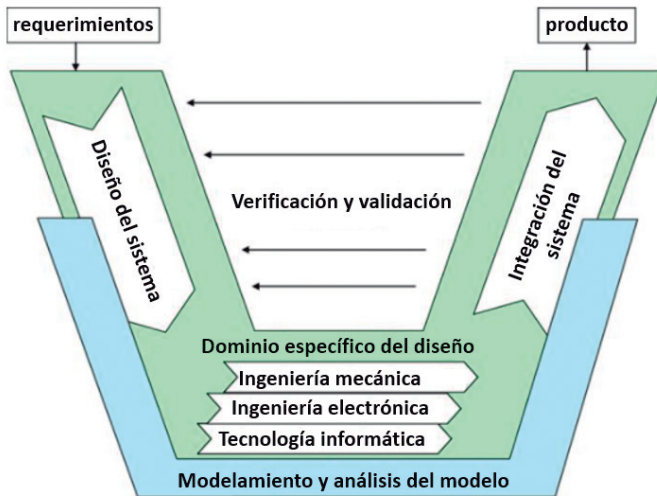 requerimientos
producto
Diseño del sistema
Verificación y validación
Integración del
sistema
Dominio específico del diseño
Ingeniería mecánica
Ingeniería electrónica
Tecnología informática
Modelamiento y análisis del modelo